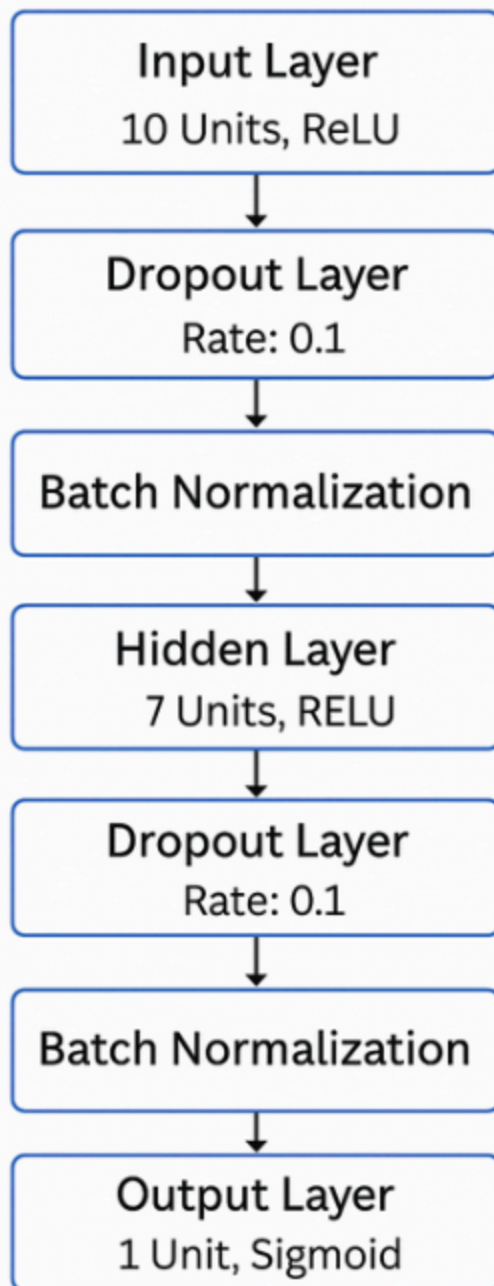 Input Layer
10 Units, ReLU
Dropout Layer
Rate: 0.1
Batch Normalization
Hidden Layer
7 Units, RELU
Dropout Layer
Rate: 0.1
Batch Normalization
Output Layer
1 Unit, Sigmoid